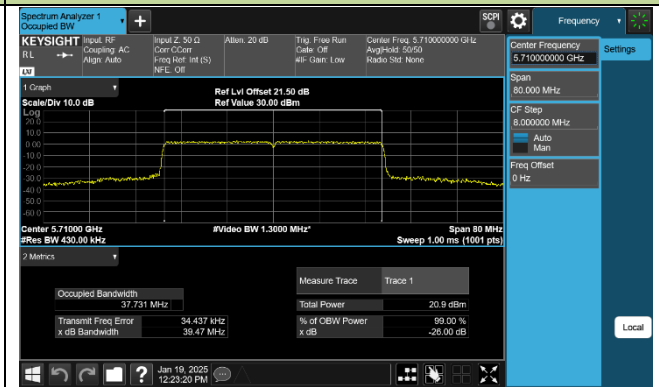 Spectrum Analyzer 1
Occupied BW
+
SCPI
Frequency
KEYSIGHT
RL
LXI
Input: RF
Coupling: AC
Align: Auto
Input Z: 50 Ω
Corr CCorr
Freq Ref: Int (S)
NFE: Off
Atten: 20 dB
Trig: Free Run
Gate: Off
#IF Gain: Low
Center Freq: 5.710000000 GHz
Avg|Hold: 50/50
Radio Std: None
Center Frequency
5.710000000 GHz
Settings
Span
80.000 MHz
CF Step
8.000000 MHz
Auto
Man
Freq Offset
0 Hz
1 Graph
Scale/Div 10.0 dB
Ref Lvl Offset 21.50 dB
Ref Value 30.00 dBm
Log
20.0
10.0
0.00
-10.0
-20.0
-30.0
-40.0
-50.0
-60.0
Center 5.71000 GHz
#Video BW 1.3000 MHz*
Span 80 MHz
#Res BW 430.00 kHz
Sweep 1.00 ms (1001 pts)
2 Metrics
Measure Trace
Trace 1
Occupied Bandwidth
37.731 MHz
Total Power
20.9 dBm
Transmit Freq Error
34.437 kHz
% of OBW Power
99.00 %
x dB Bandwidth
39.47 MHz
x dB
-26.00 dB
Local
?
Jan 19, 2025
12:23:20 PM